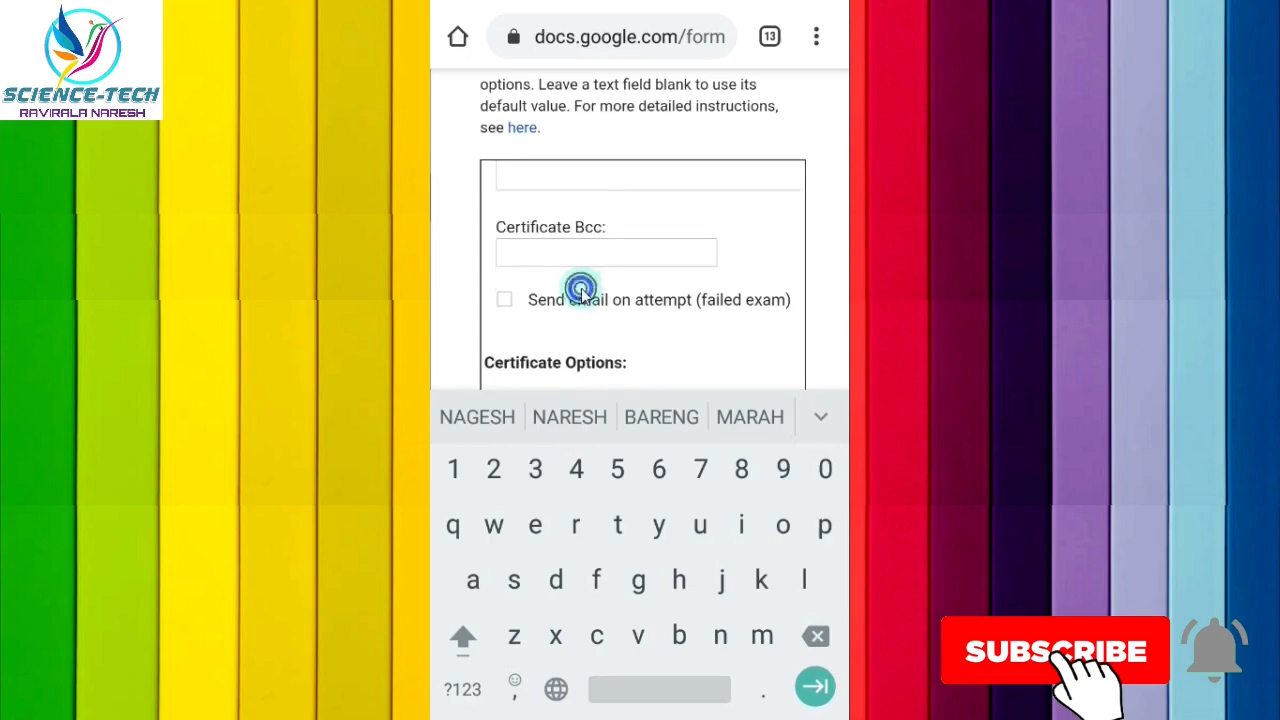 SCIENCE-TECH
RAVIRALA NARESH
docs.google.com/form
13
options. Leave a text field blank to use its
default value. For more detailed instructions,
see here.
Certificate Bcc:
Send email on attempt (failed exam)
Certificate Options:
NAGESH NARESH BARENG MARAH
1 2 3 4 5 6 7 8 9 0
q w e r t y u i o p
a s d f g h j k l
z x c v b n m
?123 , .
SUBSCRIBE